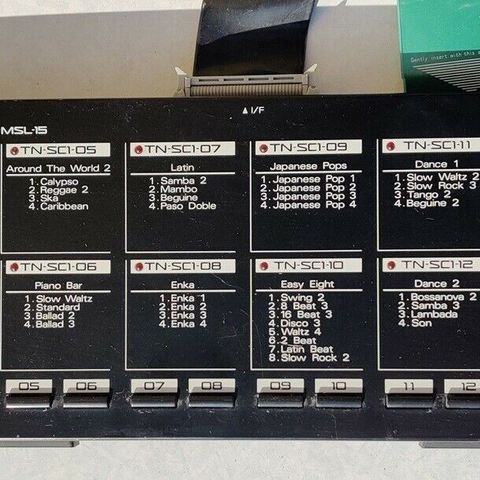 Gently insert with this
▲ I/F
MSL-15
TN-SC1-05
Around The World 2
1. Calypso
2. Reggae 2
3. Ska
4. Caribbean
TN-SC1-07
Latin
1. Samba 2
2. Mambo
3. Beguine
4. Paso Doble
TN-SC1-09
Japanese Pops
1. Japanese Pop 1
2. Japanese Pop 2
3. Japanese Pop 3
4. Japanese Pop 4
TN-SC1-11
Dance 1
1. Slow Waltz 2
2. Slow Rock 3
3. Tango 2
4. Beguine 2
TN-SC1-06
Piano Bar
1. Slow Waltz
2. Standard
3. Ballad 2
4. Ballad 3
TN-SC1-08
Enka
1. Enka 1
2. Enka 2
3. Enka 3
4. Enka 4
TN-SC1-10
Easy Eight
1. Swing 2
2. 8 Beat 3
3. 16 Beat 3
4. Disco 3
5. Waltz 4
6. 2 Beat
7. Latin Beat
8. Slow Rock 2
TN-SC1-12
Dance 2
1. Bossanova 2
2. Samba 3
3. Lambada
4. Son
05 06 07 08 09 10 11 12